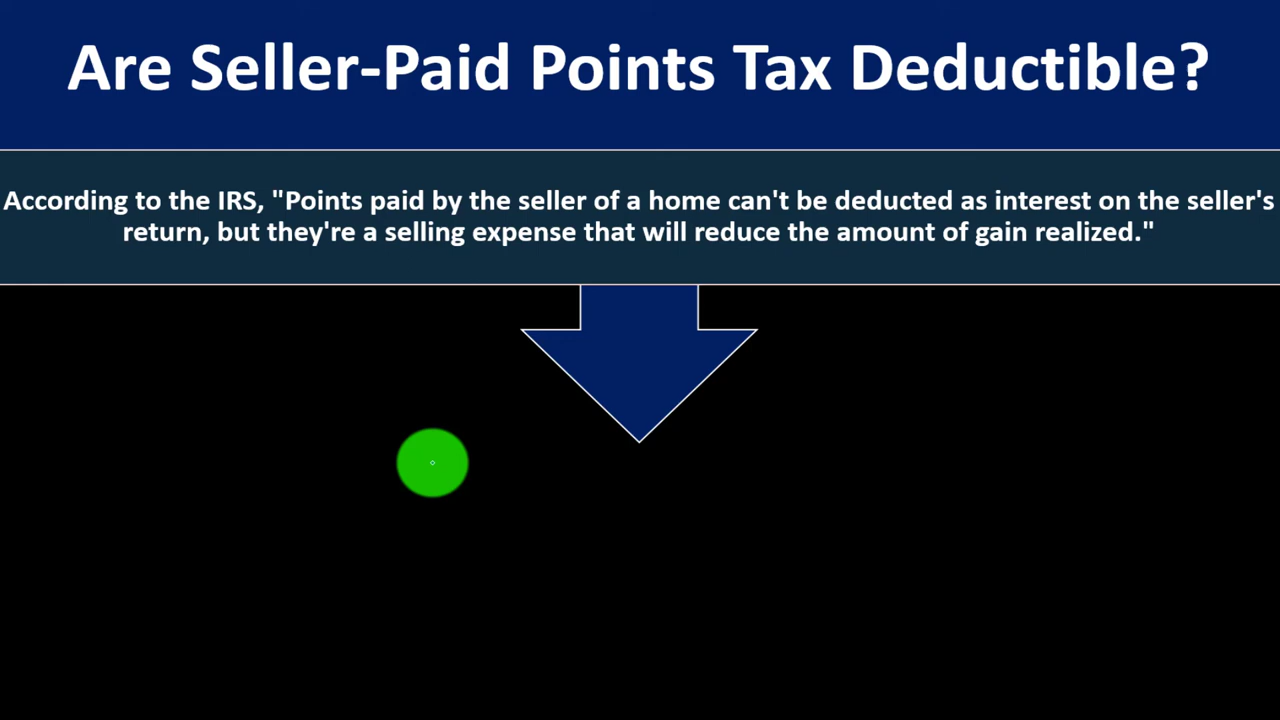 Are Seller-Paid Points Tax Deductible?
According to the IRS, "Points paid by the seller of a home can't be deducted as interest on the seller's
return, but they're a selling expense that will reduce the amount of gain realized."